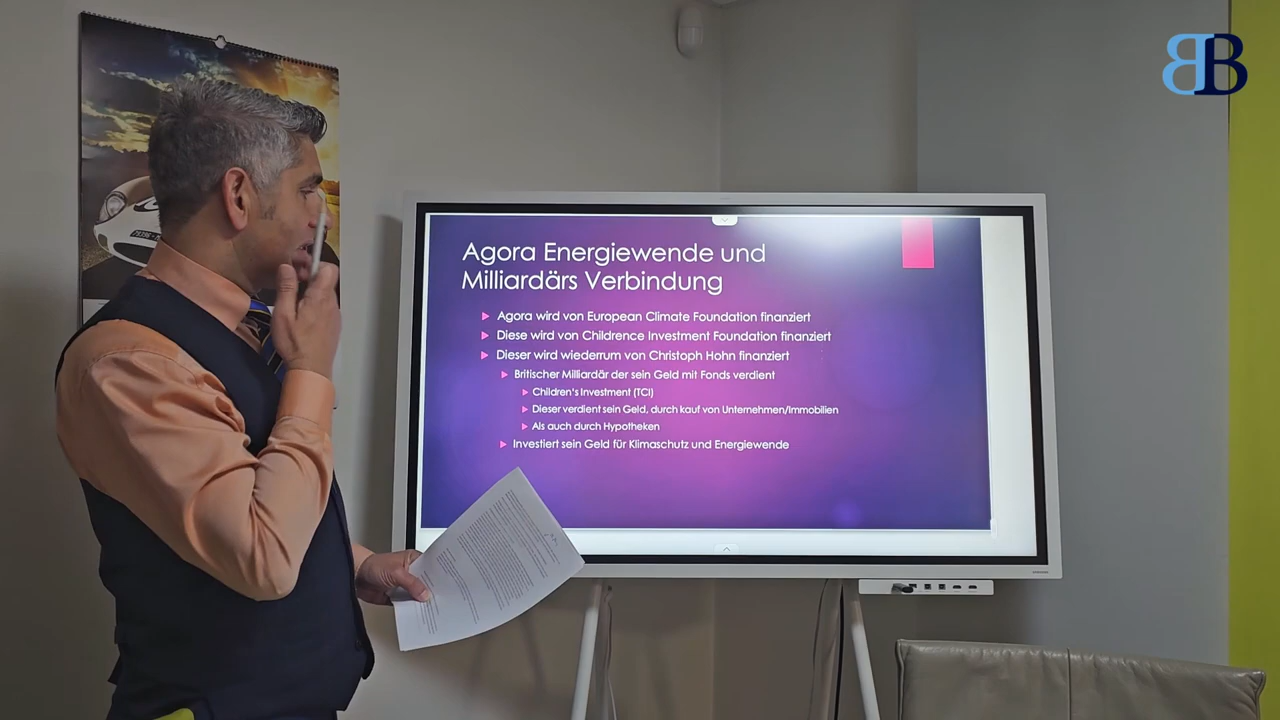 BB
Agora Energiewende und
Milliardärs Verbindung
Agora wird von European Climate Foundation finanziert
Diese wird von Childrence Investment Foundation finanziert
Dieser wird wiederrum von Christoph Hohn finanziert
Britischer Milliardär der sein Geld mit Fonds verdient
Children's Investment (TCI)
Dieser verdient sein Geld, durch kauf von Unternehmen/Immobilien
Als auch durch Hypotheken
Investiert sein Geld für Klimaschutz und Energiewende